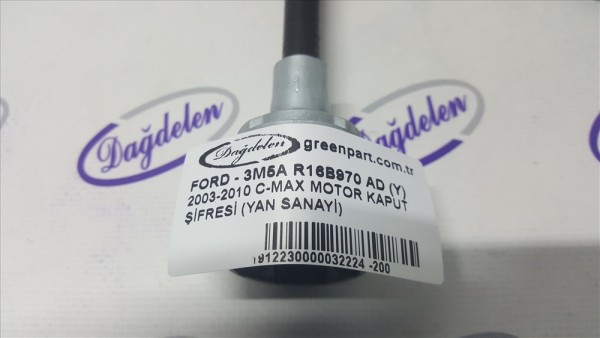 Dağdelen
Dağdelen
Dağdelen greenpart.com.tr
FORD - 3M5A R16B970 AD (Y)
2003-2010 C-MAX MOTOR KAPUT
ŞİFRESİ (YAN SANAYİ)
1912230000032224 -200